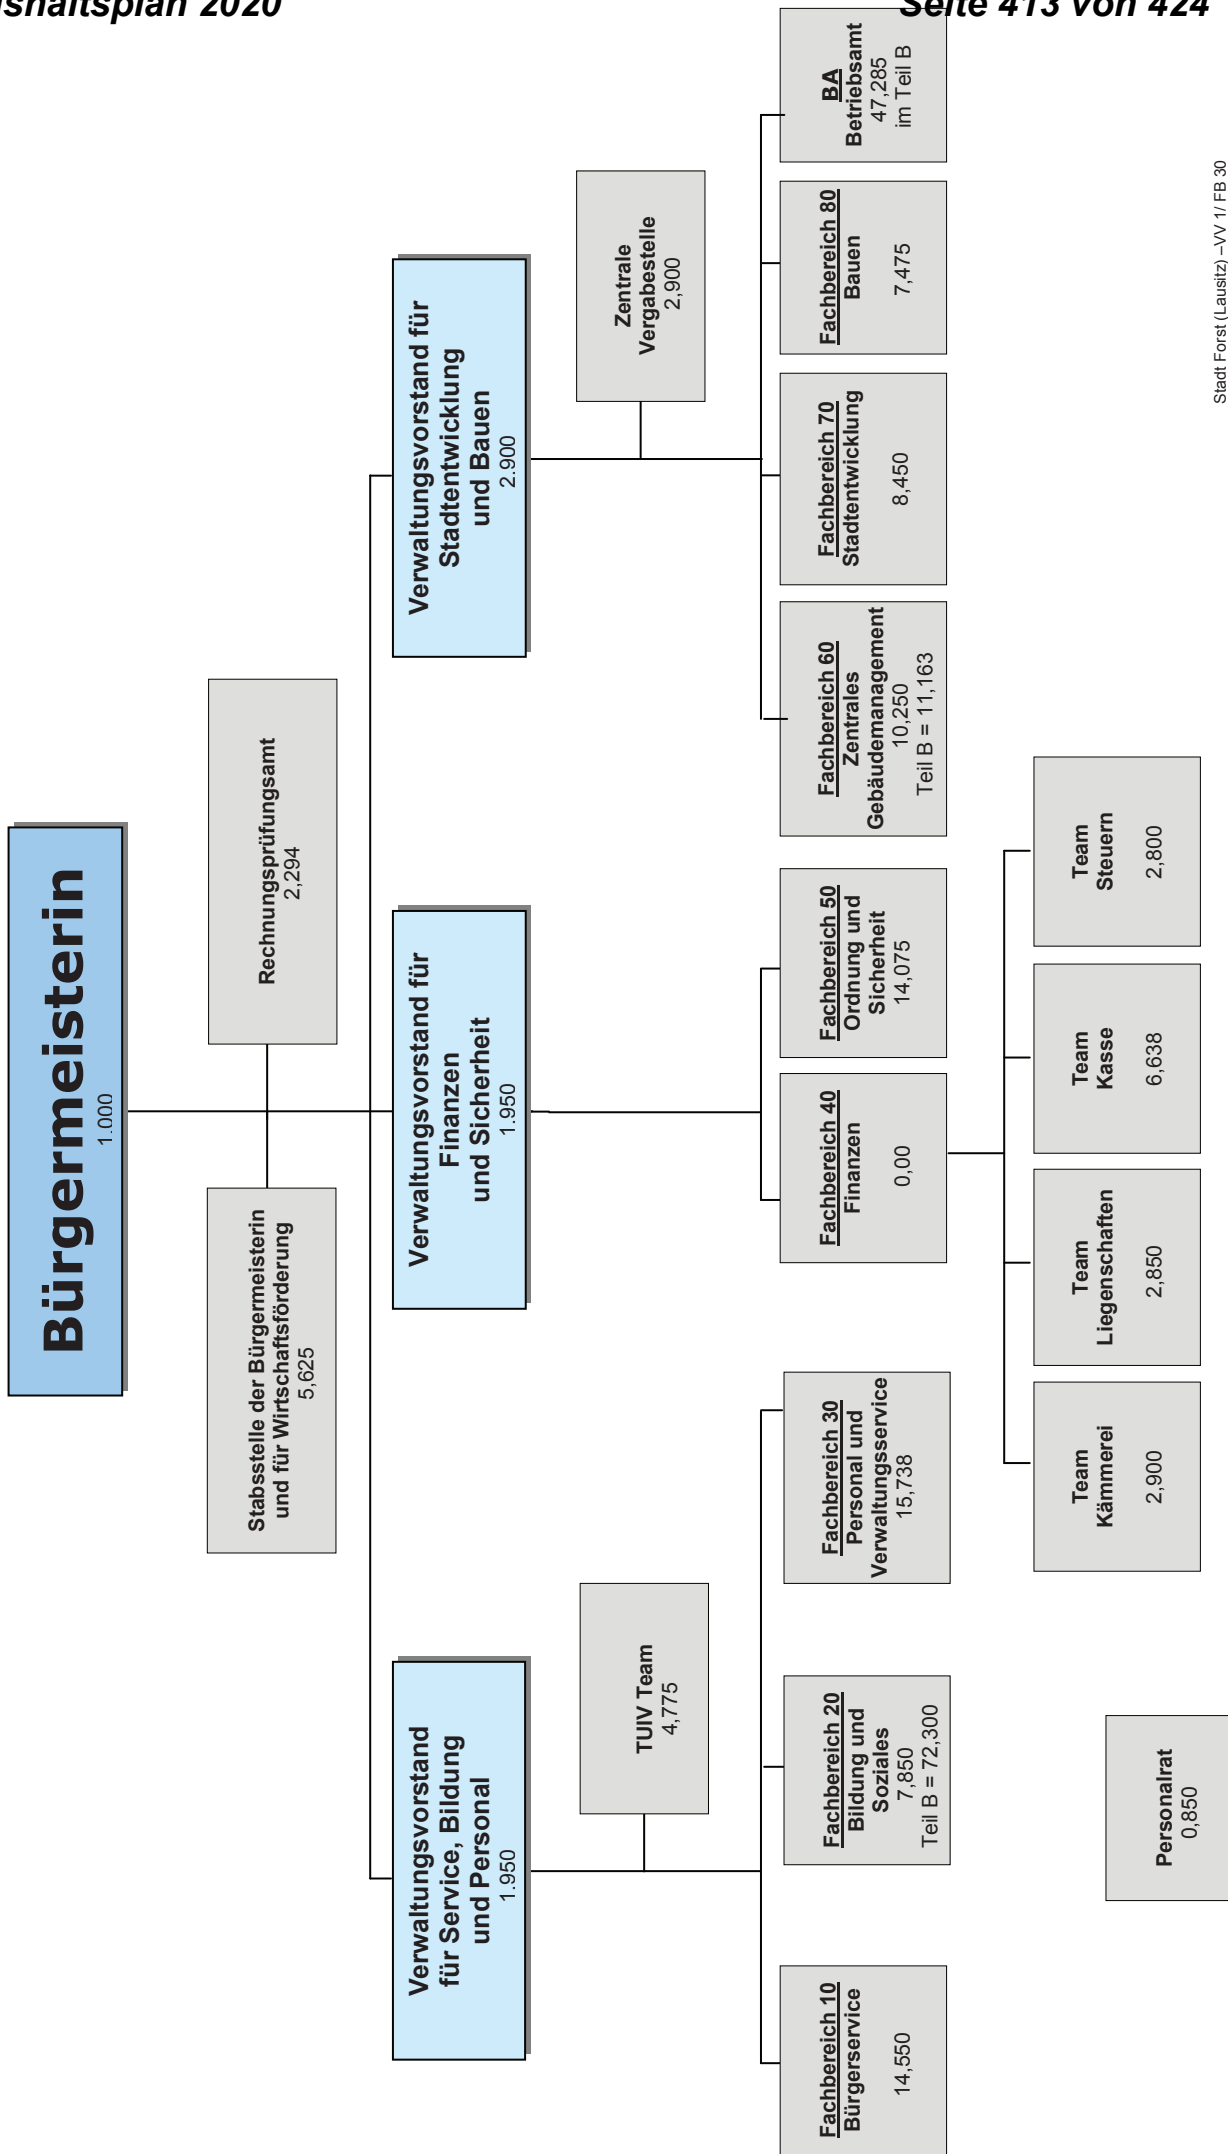 shaltsplan 2020
Seite 413 von 424
Bürgermeisterin
1.000
Stabsstelle der Bürgermeisterin
und für Wirtschaftsförderung
5,625
Rechnungsprüfungsamt
2,294
Verwaltungsvorstand
für Service, Bildung
und Personal
1.950
Verwaltungsvorstand für
Finanzen
und Sicherheit
1.950
Verwaltungsvorstand für
Stadtentwicklung
und Bauen
2.900
TUIV Team
4,775
Zentrale
Vergabestelle
2,900
Fachbereich 10
Bürgerservice
14,550
Fachbereich 20
Bildung und
Soziales
7,850
Teil B = 72,300
Fachbereich 30
Personal und
Verwaltungsservice
15,738
Fachbereich 40
Finanzen
0,00
Fachbereich 50
Ordnung und
Sicherheit
14,075
Fachbereich 60
Zentrales
Gebäudemanagement
10,250
Teil B = 11,163
Fachbereich 70
Stadtentwicklung
8,450
Fachbereich 80
Bauen
7,475
BA
Betriebsamt
47,285
im Teil B
Team
Kämmerei
2,900
Team
Liegenschaften
2,850
Team
Kasse
6,638
Team
Steuern
2,800
Personalrat
0,850
Stadt Forst (Lausitz) –VV 1/ FB 30